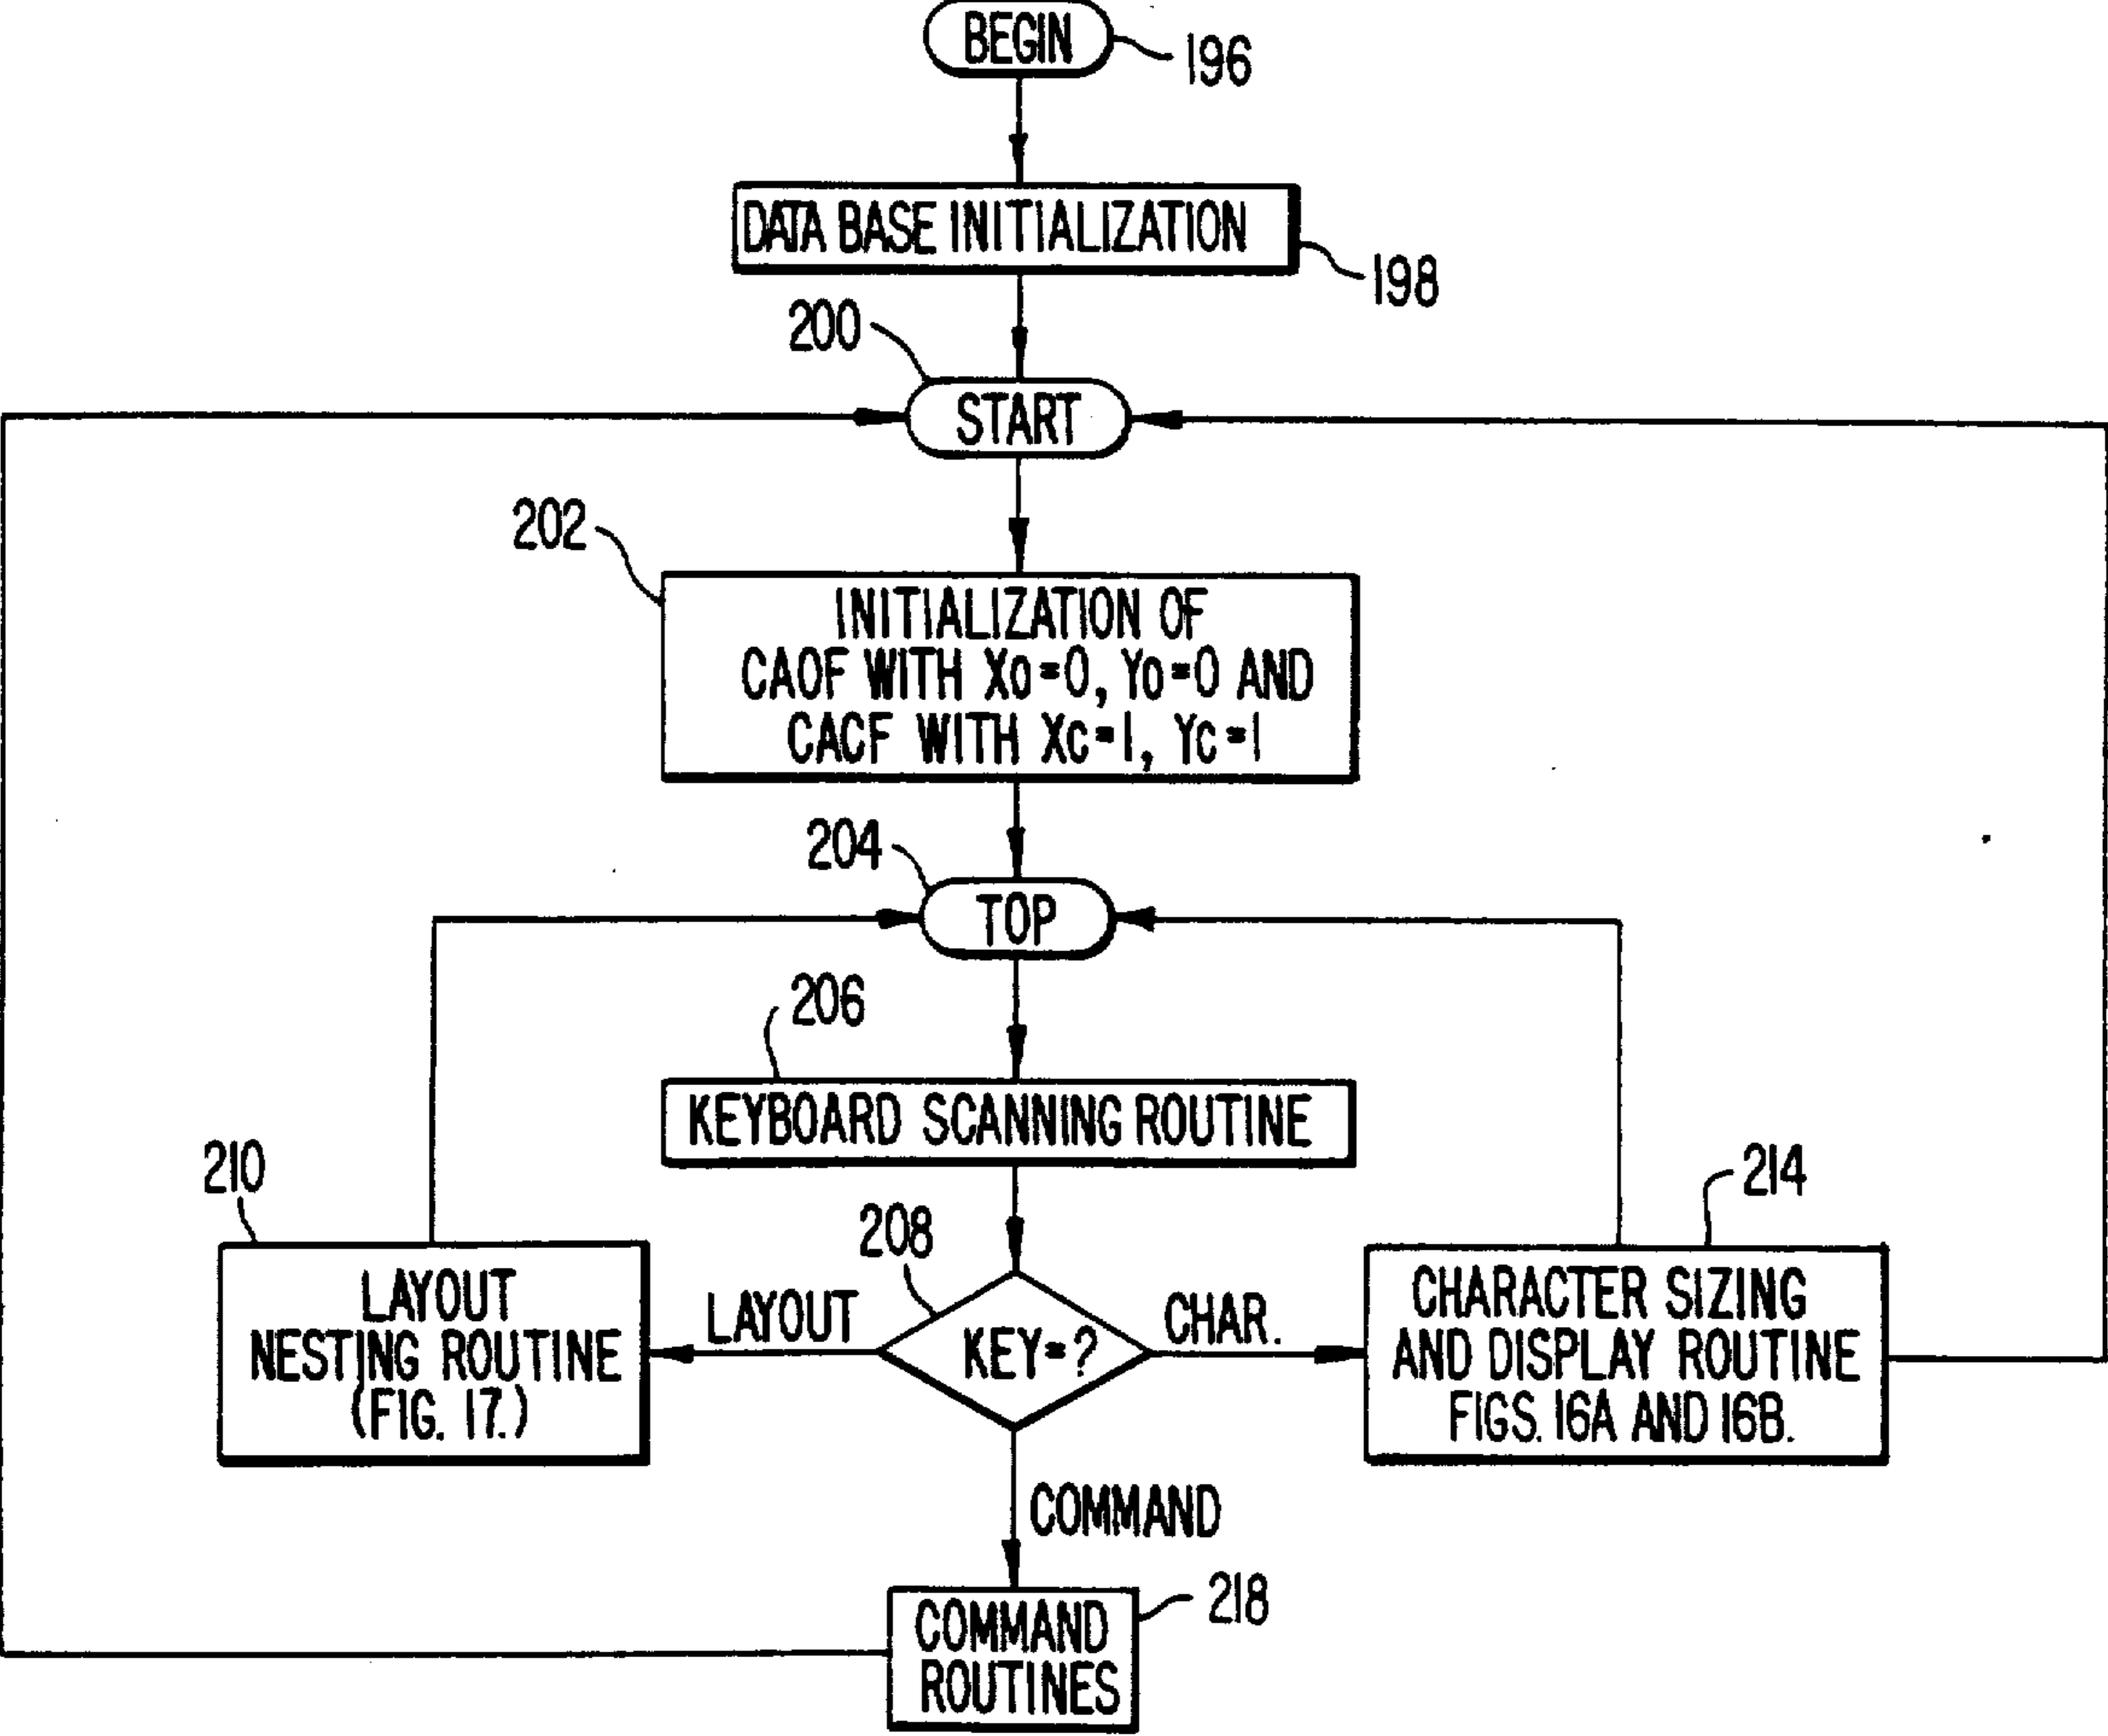 BEGIN
196
DATA BASE INITIALIZATION
198
200
START
202
INITIALIZATION OF
CAOF WITH Xo=0, Yo=0 AND
CACF WITH Xc=1, Yc=1
204
TOP
206
KEYBOARD SCANNING ROUTINE
210
LAYOUT
NESTING ROUTINE
(FIG. 17.)
208
LAYOUT
KEY=?
CHAR.
214
CHARACTER SIZING
AND DISPLAY ROUTINE
FIGS. 16A AND 16B.
COMMAND
218
COMMAND
ROUTINES